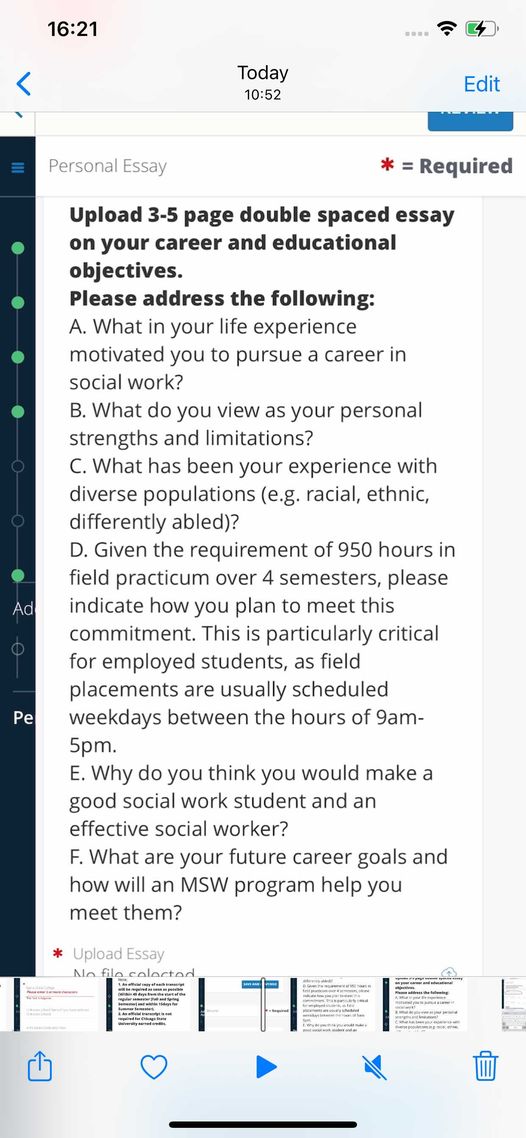 16:21
Today
10:52
Edit
Personal Essay
* = Required
Upload 3-5 page double spaced essay
on your career and educational
objectives.
Please address the following:
A. What in your life experience
motivated you to pursue a career in
social work?
B. What do you view as your personal
strengths and limitations?
C. What has been your experience with
diverse populations (e.g. racial, ethnic,
differently abled)?
D. Given the requirement of 950 hours in
field practicum over 4 semesters, please
indicate how you plan to meet this
commitment. This is particularly critical
for employed students, as field
placements are usually scheduled
weekdays between the hours of 9am-
5pm.
E. Why do you think you would make a
good social work student and an
effective social worker?
F. What are your future career goals and
how will an MSW program help you
meet them?
Ad
Pe
* Upload Essay
No file selected